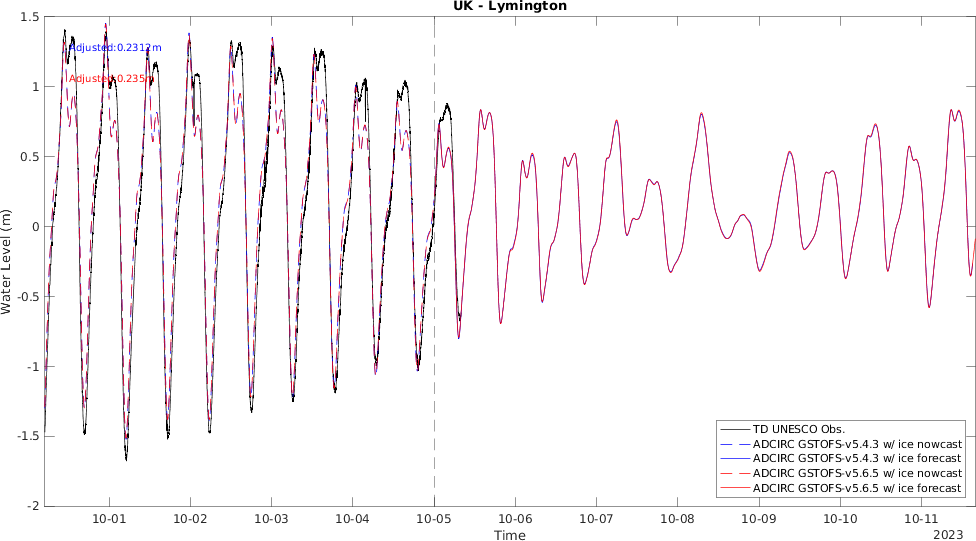 UK - Lymington
1.5
1
0.5
0
-0.5
-1
-1.5
-2
Water Level (m)
Adjusted:0.2312m
Adjusted:0.235m
TD UNESCO Obs.
ADCIRC GSTOFS-v5.4.3 w/ ice nowcast
ADCIRC GSTOFS-v5.4.3 w/ ice forecast
ADCIRC GSTOFS-v5.6.5 w/ ice nowcast
ADCIRC GSTOFS-v5.6.5 w/ ice forecast
10-01 10-02 10-03 10-04 10-05 10-06 10-07 10-08 10-09 10-10 10-11
Time
2023